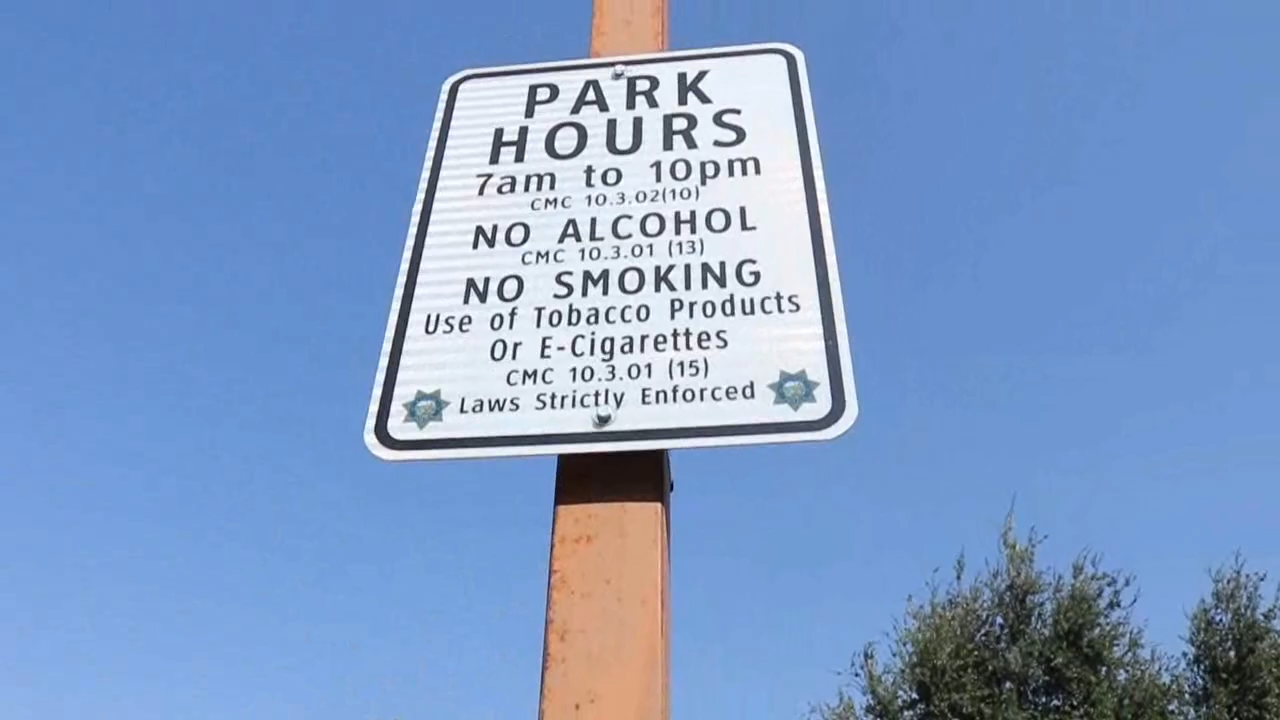 PARK
HOURS
7am to 10pm
CMC 10.3.02(10)
NO ALCOHOL
CMC 10.3.01 (13)
NO SMOKING
Use of Tobacco Products
Or E-Cigarettes
CMC 10.3.01 (15)
Laws Strictly Enforced